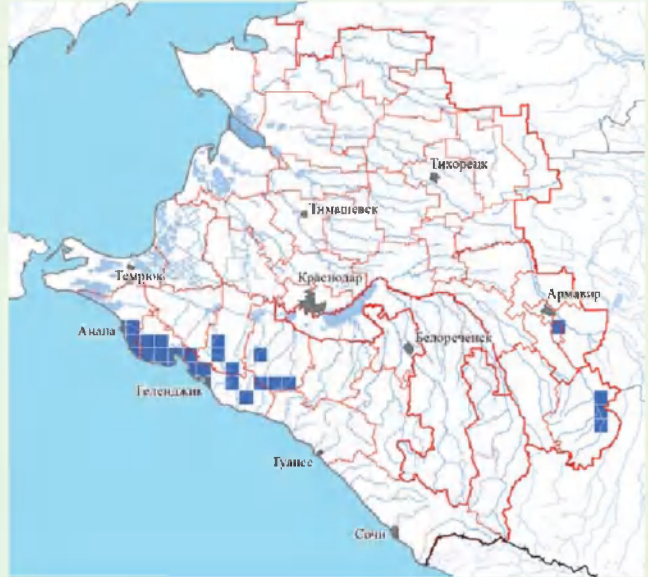 Тихорецк
Тимашевск
Темрюк
Краснодар
Армавир
Анапа
Белореченск
Геленджик
Туапсе
Сочи